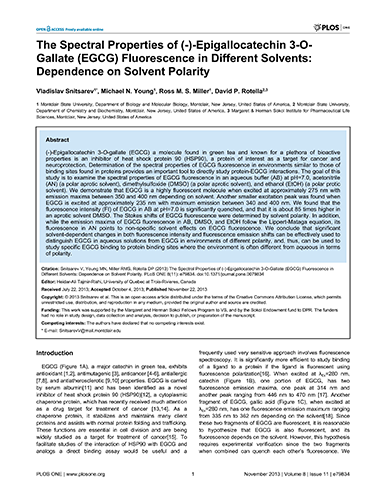 OPEN ACCESS Freely available online
PLOS ONE
The Spectral Properties of (-)-Epigallocatechin 3-O-
Gallate (EGCG) Fluorescence in Different Solvents:
Dependence on Solvent Polarity
Vladislav Snitsarev1*, Michael N. Young1, Ross M. S. Miller1, David P. Rotella2,3
1 Montclair State University, Department of Biology and Molecular Biology, Montclair, New Jersey, United States of America, 2 Montclair State University,
Department of Chemistry and Biochemistry, Montclair, New Jersey, United States of America, 3 Margaret & Herman Sokol Institute for Pharmaceutical Life
Sciences, Montclair, New Jersey, United States of America
Abstract
(-)-Epigallocatechin 3-O-gallate (EGCG) a molecule found in green tea and known for a plethora of bioactive
properties is an inhibitor of heat shock protein 90 (HSP90), a protein of interest as a target for cancer and
neuroprotection. Determination of the spectral properties of EGCG fluorescence in environments similar to those of
binding sites found in proteins provides an important tool to directly study protein-EGCG interactions. The goal of this
study is to examine the spectral properties of EGCG fluorescence in an aqueous buffer (AB) at pH=7.0, acetonitrile
(AN) (a polar aprotic solvent), dimethylsulfoxide (DMSO) (a polar aprotic solvent), and ethanol (EtOH) (a polar protic
solvent). We demonstrate that EGCG is a highly fluorescent molecule when excited at approximately 275 nm with
emission maxima between 350 and 400 nm depending on solvent. Another smaller excitation peak was found when
EGCG is excited at approximately 235 nm with maximum emission between 340 and 400 nm. We found that the
fluorescence intensity (FI) of EGCG in AB at pH=7.0 is significantly quenched, and that it is about 85 times higher in
an aprotic solvent DMSO. The Stokes shifts of EGCG fluorescence were determined by solvent polarity. In addition,
while the emission maxima of EGCG fluorescence in AB, DMSO, and EtOH follow the Lippert-Mataga equation, its
fluorescence in AN points to non-specific solvent effects on EGCG fluorescence. We conclude that significant
solvent-dependent changes in both fluorescence intensity and fluorescence emission shifts can be effectively used to
distinguish EGCG in aqueous solutions from EGCG in environments of different polarity, and, thus, can be used to
study specific EGCG binding to protein binding sites where the environment is often different from aqueous in terms
of polarity.
Citation: Snitsarev V, Young MN, Miller RMS, Rotella DP (2013) The Spectral Properties of (-)-Epigallocatechin 3-O-Gallate (EGCG) Fluorescence in
Different Solvents: Dependence on Solvent Polarity. PLoS ONE 8(11): e79834. doi:10.1371/journal.pone.0079834
Editor: Heidar-Ali Tajmir-Riahi, University of Quebec at Trois-Rivieres, Canada
Received July 22, 2013; Accepted October 4, 2013; Published November 22, 2013
Copyright: © 2013 Snitsarev et al. This is an open-access article distributed under the terms of the Creative Commons Attribution License, which permits
unrestricted use, distribution, and reproduction in any medium, provided the original author and source are credited.
Funding: This work was supported by the Margaret and Herman Sokol Fellows Program to VS, and by the Sokol Endowment fund to DPR. The funders
had no role in study design, data collection and analysis, decision to publish, or preparation of the manuscript.
Competing interests: The authors have declared that no competing interests exist.
* E-mail: Snitsarev@mail.montclair.edu
Introduction
EGCG (Figure 1A), a major catechin in green tea, exhibits
antioxidant [1,2], antimutagenic [3], anticancer [4-6], antiallergic
[7,8], and antiatherosclerotic [9,10] properties. EGCG is carried
by serum albumin[11] and has been identified as a novel
inhibitor of heat shock protein 90 (HSP90)[12], a cytoplasmic
chaperone protein, which has recently received much attention
as a drug target for treatment of cancer [13,14]. As a
chaperone protein, it stabilizes and maintains many client
proteins and assists with normal protein folding and trafficking.
These functions are essential in cell division and are being
widely studied as a target for treatment of cancer[15]. To
facilitate studies of the interaction of HSP90 with EGCG and
analogs a direct binding assay would be useful and a
frequently used very sensitive approach involves fluorescence
spectroscopy. It is significantly more efficient to study binding
of a ligand to a protein if the ligand is fluorescent using
fluorescence polarization[16]. When excited at λex=280 nm,
catechin (Figure 1B), one portion of EGCG, has two
fluorescence emission maxima, one peak at 314 nm and
another peak ranging from 446 nm to 470 nm [17]. Another
fragment of EGCG, gallic acid (Figure 1C), when excited at
λex=280 nm, has one fluorescence emission maximum ranging
from 335 nm to 362 nm depending on the solvent[18]. Since
these two fragments of EGCG are fluorescent, it is reasonable
to hypothesize that EGCG is also fluorescent, and its
fluorescence depends on the solvent. However, this hypothesis
requires experimental verification since the two fragments
when combined can quench each other's fluorescence. We
PLOS ONE | www.plosone.org
1
November 2013 | Volume 8 | Issue 11 | e79834